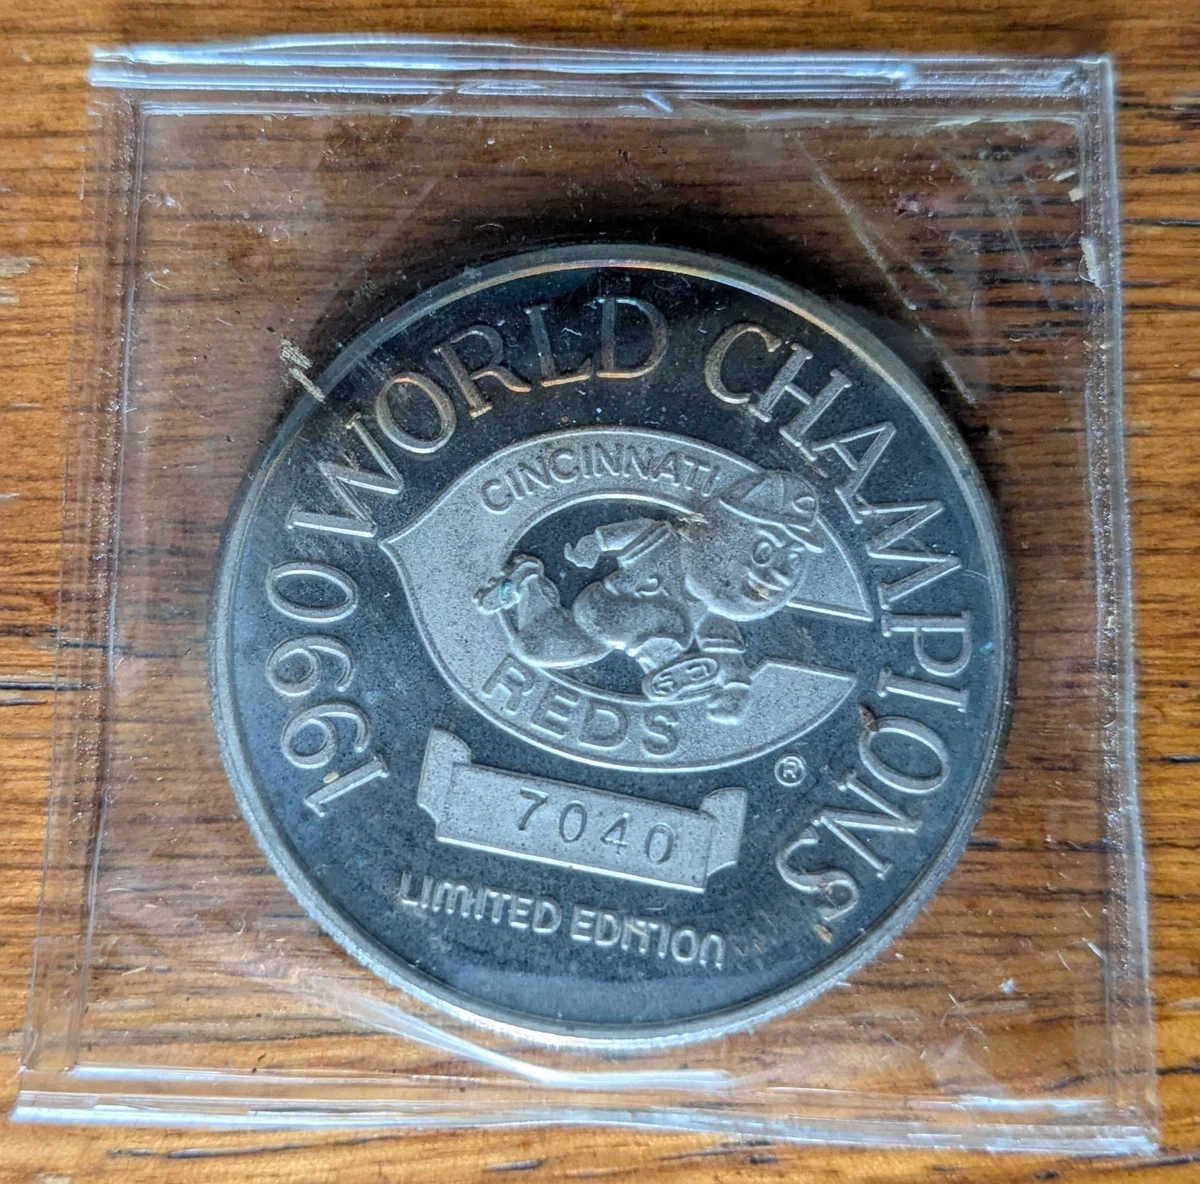 1990 WORLD CHAMPIONS
CINCINNATI
REDS
®
7040
LIMITED EDITION